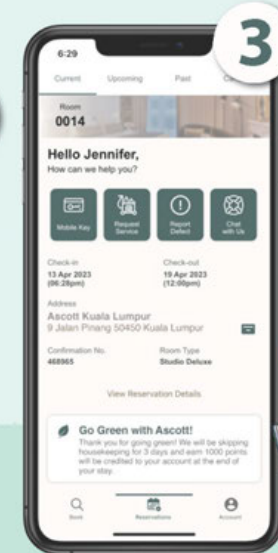 3
6:29
Current Upcoming Past
Room
0014
Hello Jennifer,
How can we help you?
Mobile Key
Request Service
Report Defect
Chat with Us
Check-in Check-out
13 Apr 2023 19 Apr 2023
(06:28pm) (12:00pm)
Address
Ascott Kuala Lumpur
9 Jalan Pinang 50450 Kuala Lumpur
Confirmation No. Room Type
468965 Studio Deluxe
View Reservation Details
Go Green with Ascott!
Thank you for going green! We will be skipping
housekeeping for 3 days and earn 1000 points
will be credited to your account at the end of
your stay.
Reservations Account